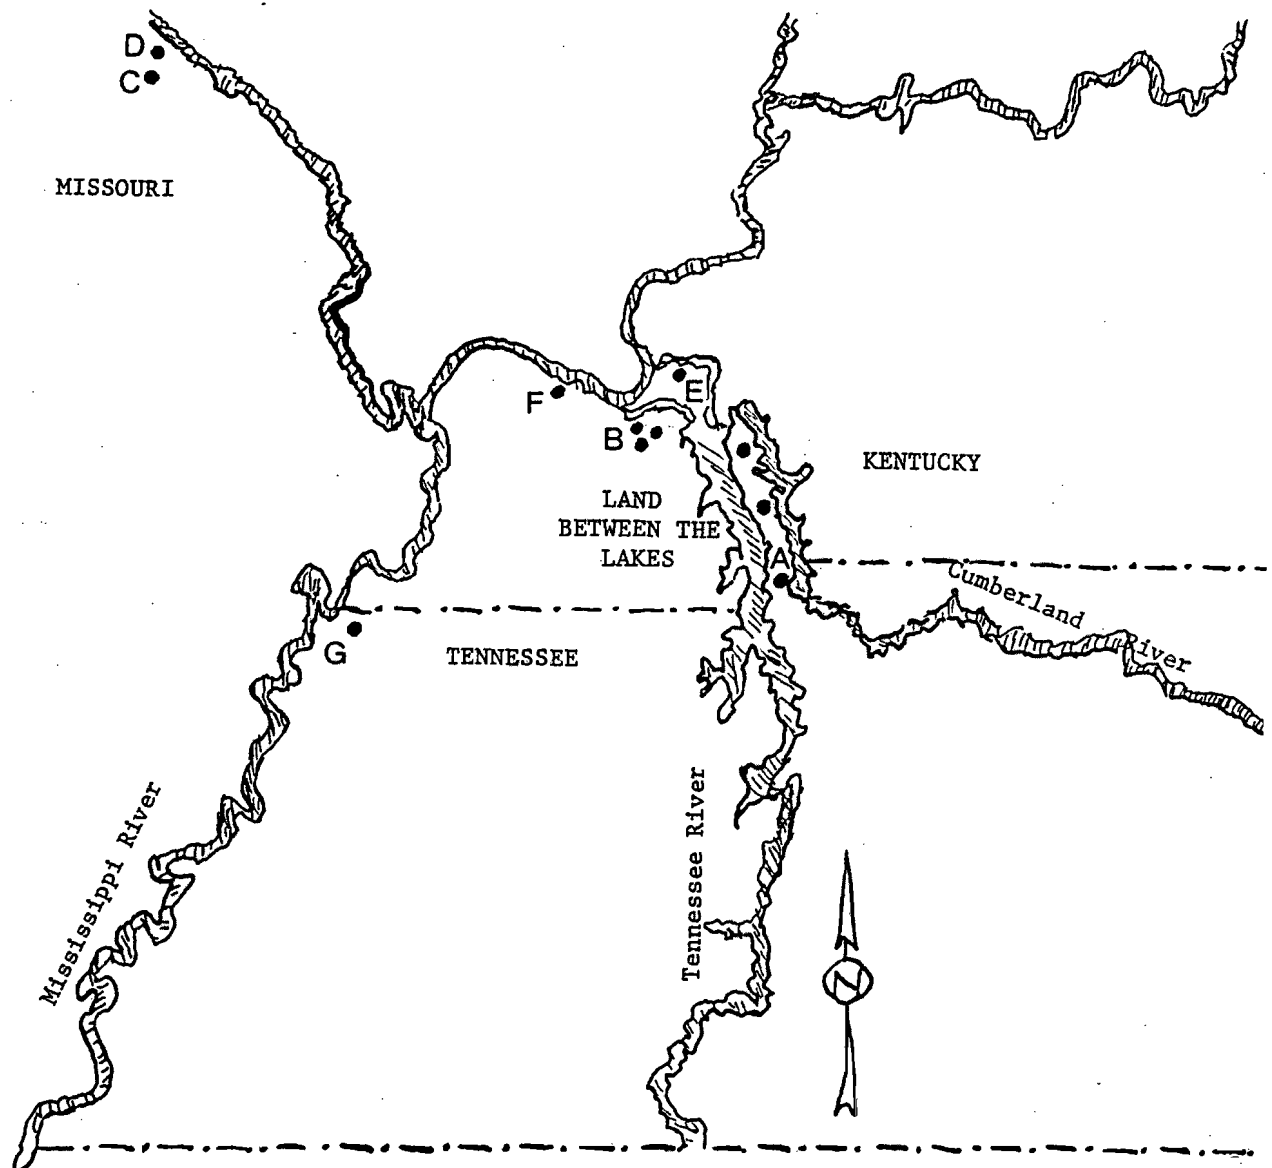 D
C
MISSOURI
E
F
B
KENTUCKY
LAND
BETWEEN THE
LAKES
A
Cumberland River
G
TENNESSEE
Mississippi River
Tennessee River
N